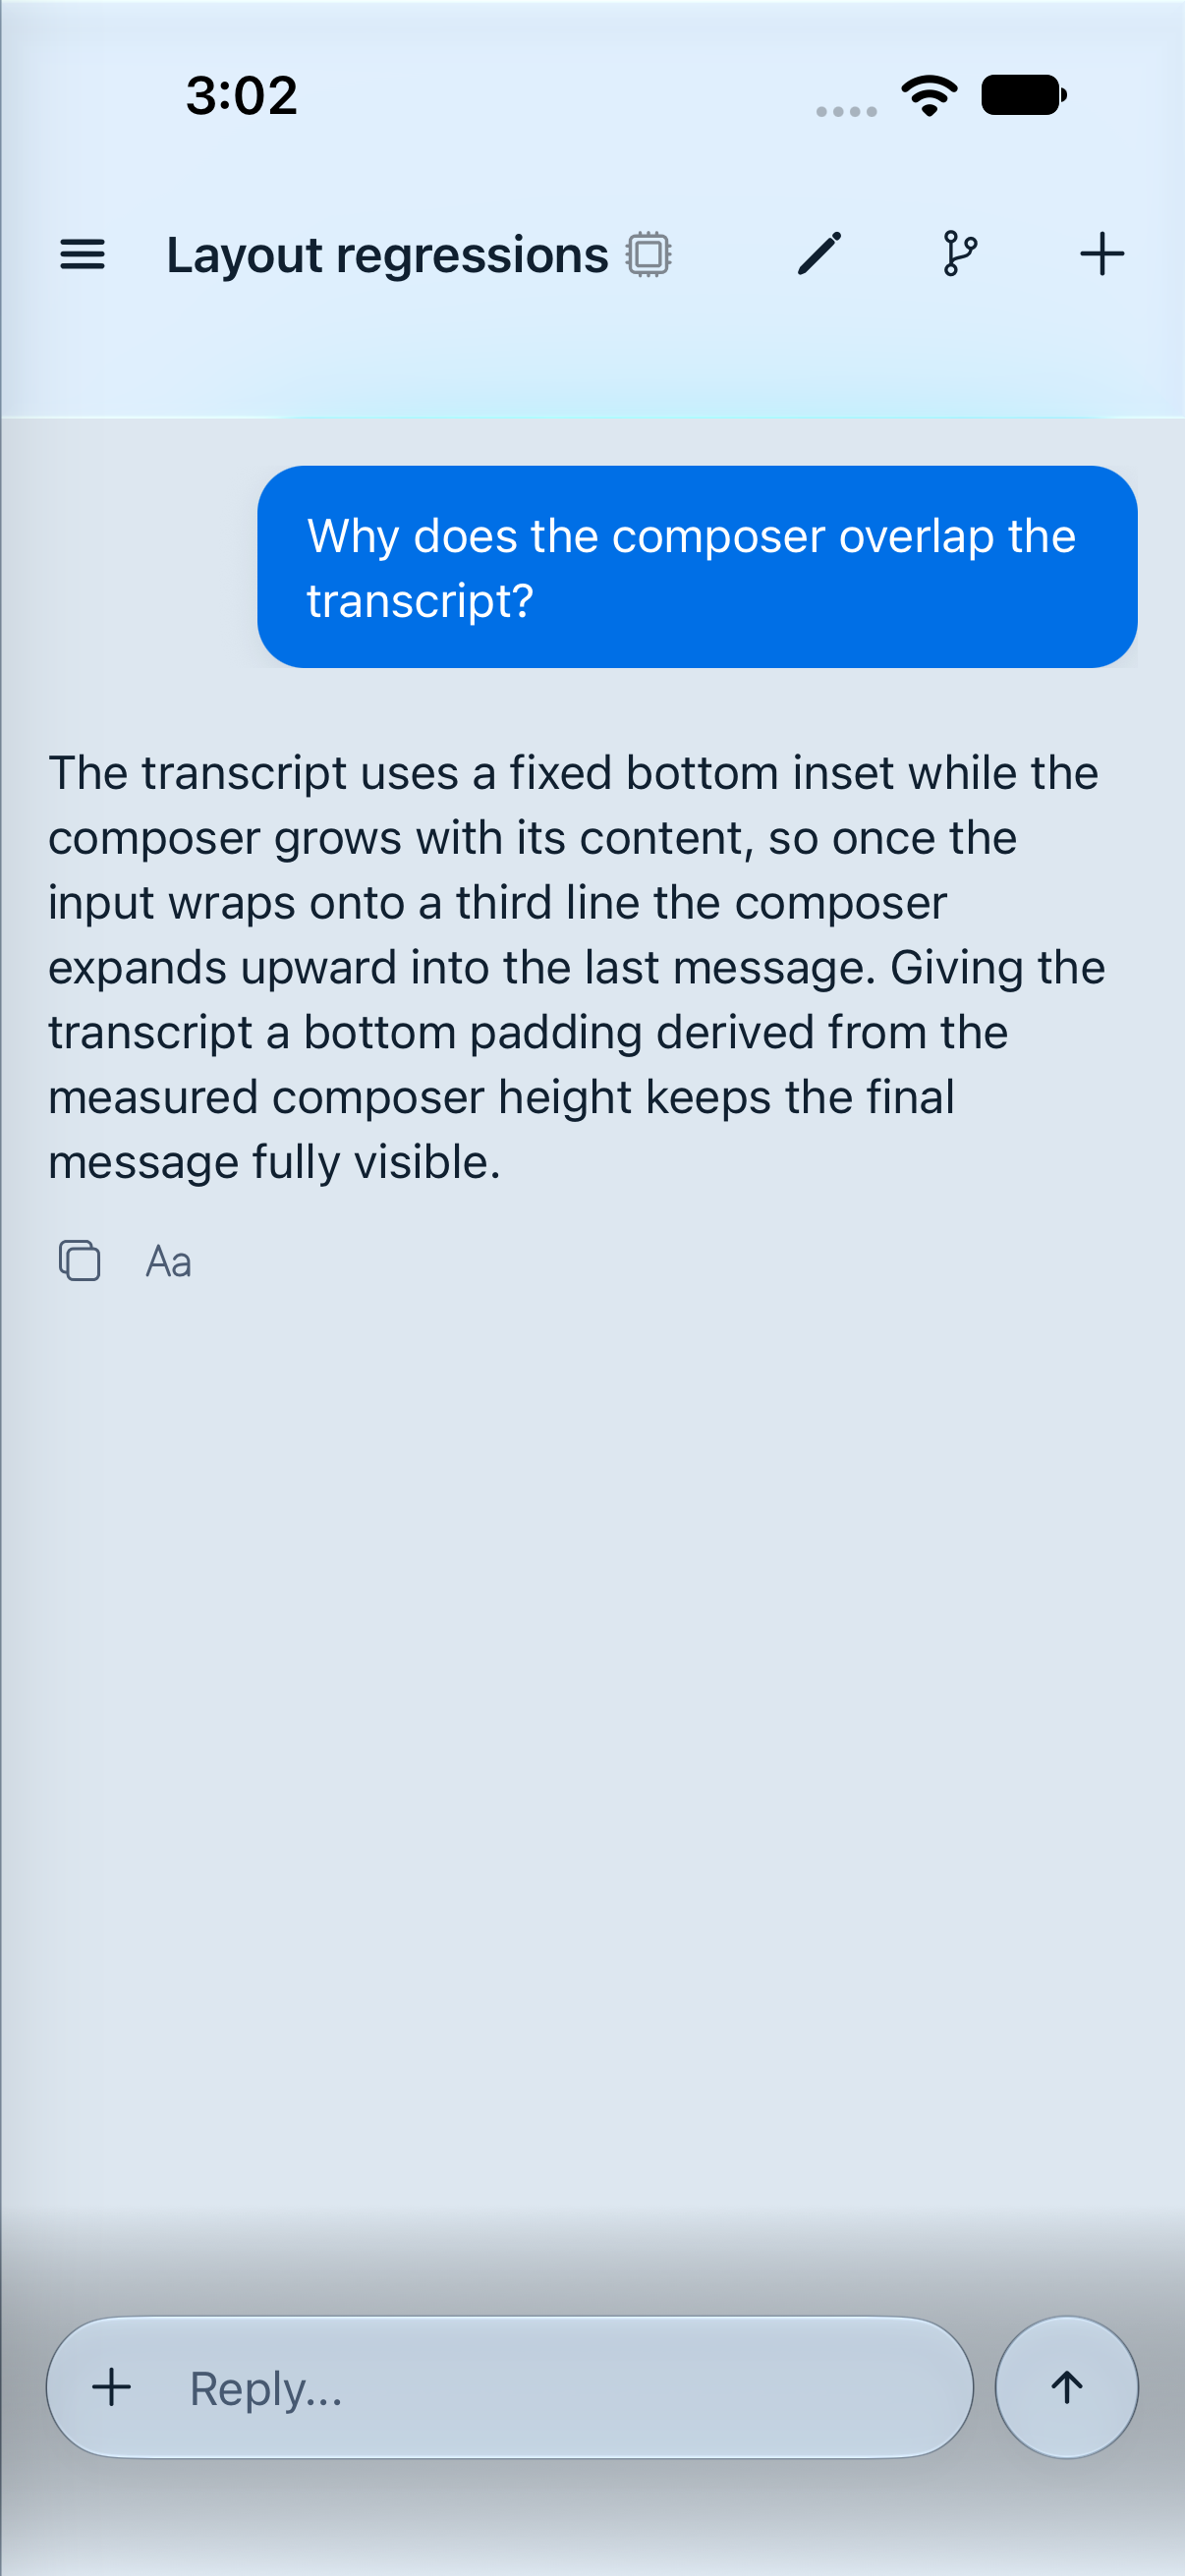 3:02
Layout regressions
Why does the composer overlap the
transcript?
The transcript uses a fixed bottom inset while the
composer grows with its content, so once the
input wraps onto a third line the composer
expands upward into the last message. Giving the
transcript a bottom padding derived from the
measured composer height keeps the final
message fully visible.
Aa
Reply...